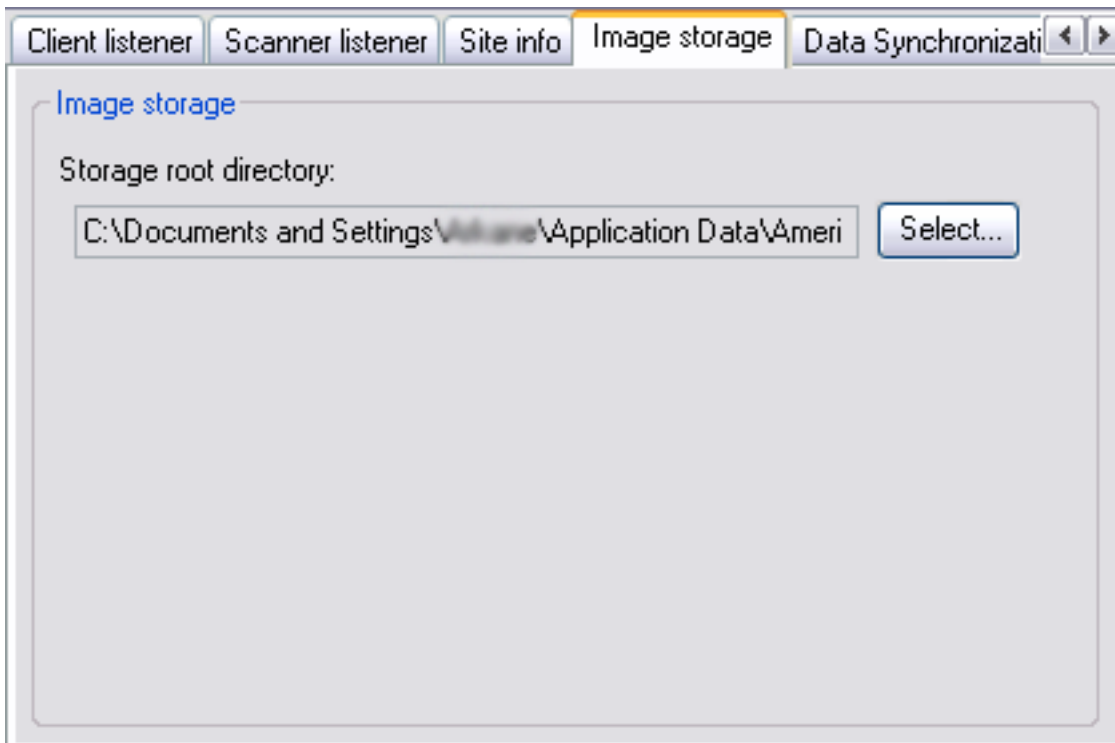 Client listener
Scanner listener
Site info
Image storage
Data Synchronizati
Image storage
Storage root directory:
C:\Documents and Settings\ \Application Data\Ameri
Select...